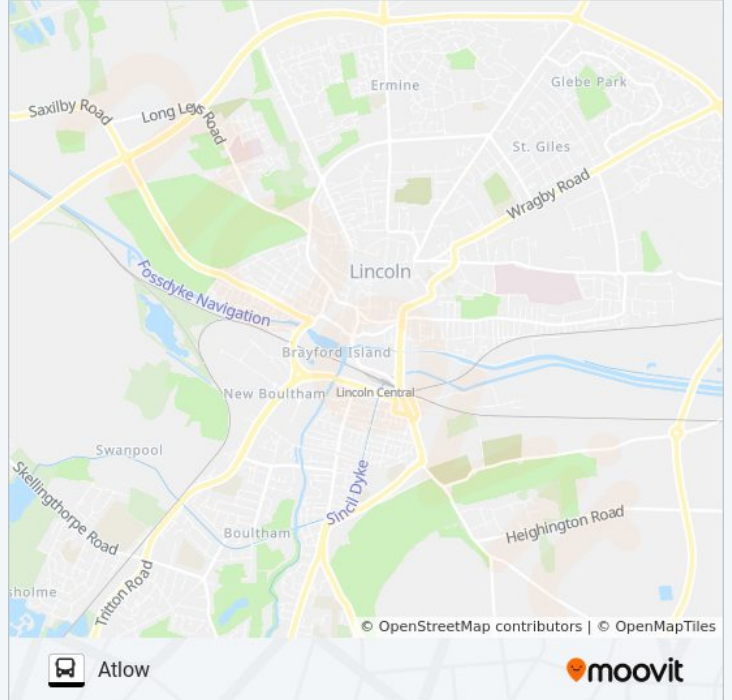 Ermine
Glebe Park
Saxilby Road
Long Leys Road
St. Giles
Wragby Road
Lincoln
Fossdyke Navigation
Brayford Island
New Boultham
Lincoln Central
Swanpool
Skellingthorpe Road
Sincil Dyke
Heighington Road
Boultham
sholme
Tritton Road
© OpenStreetMap contributors | © OpenMapTiles
Atlow
moovit